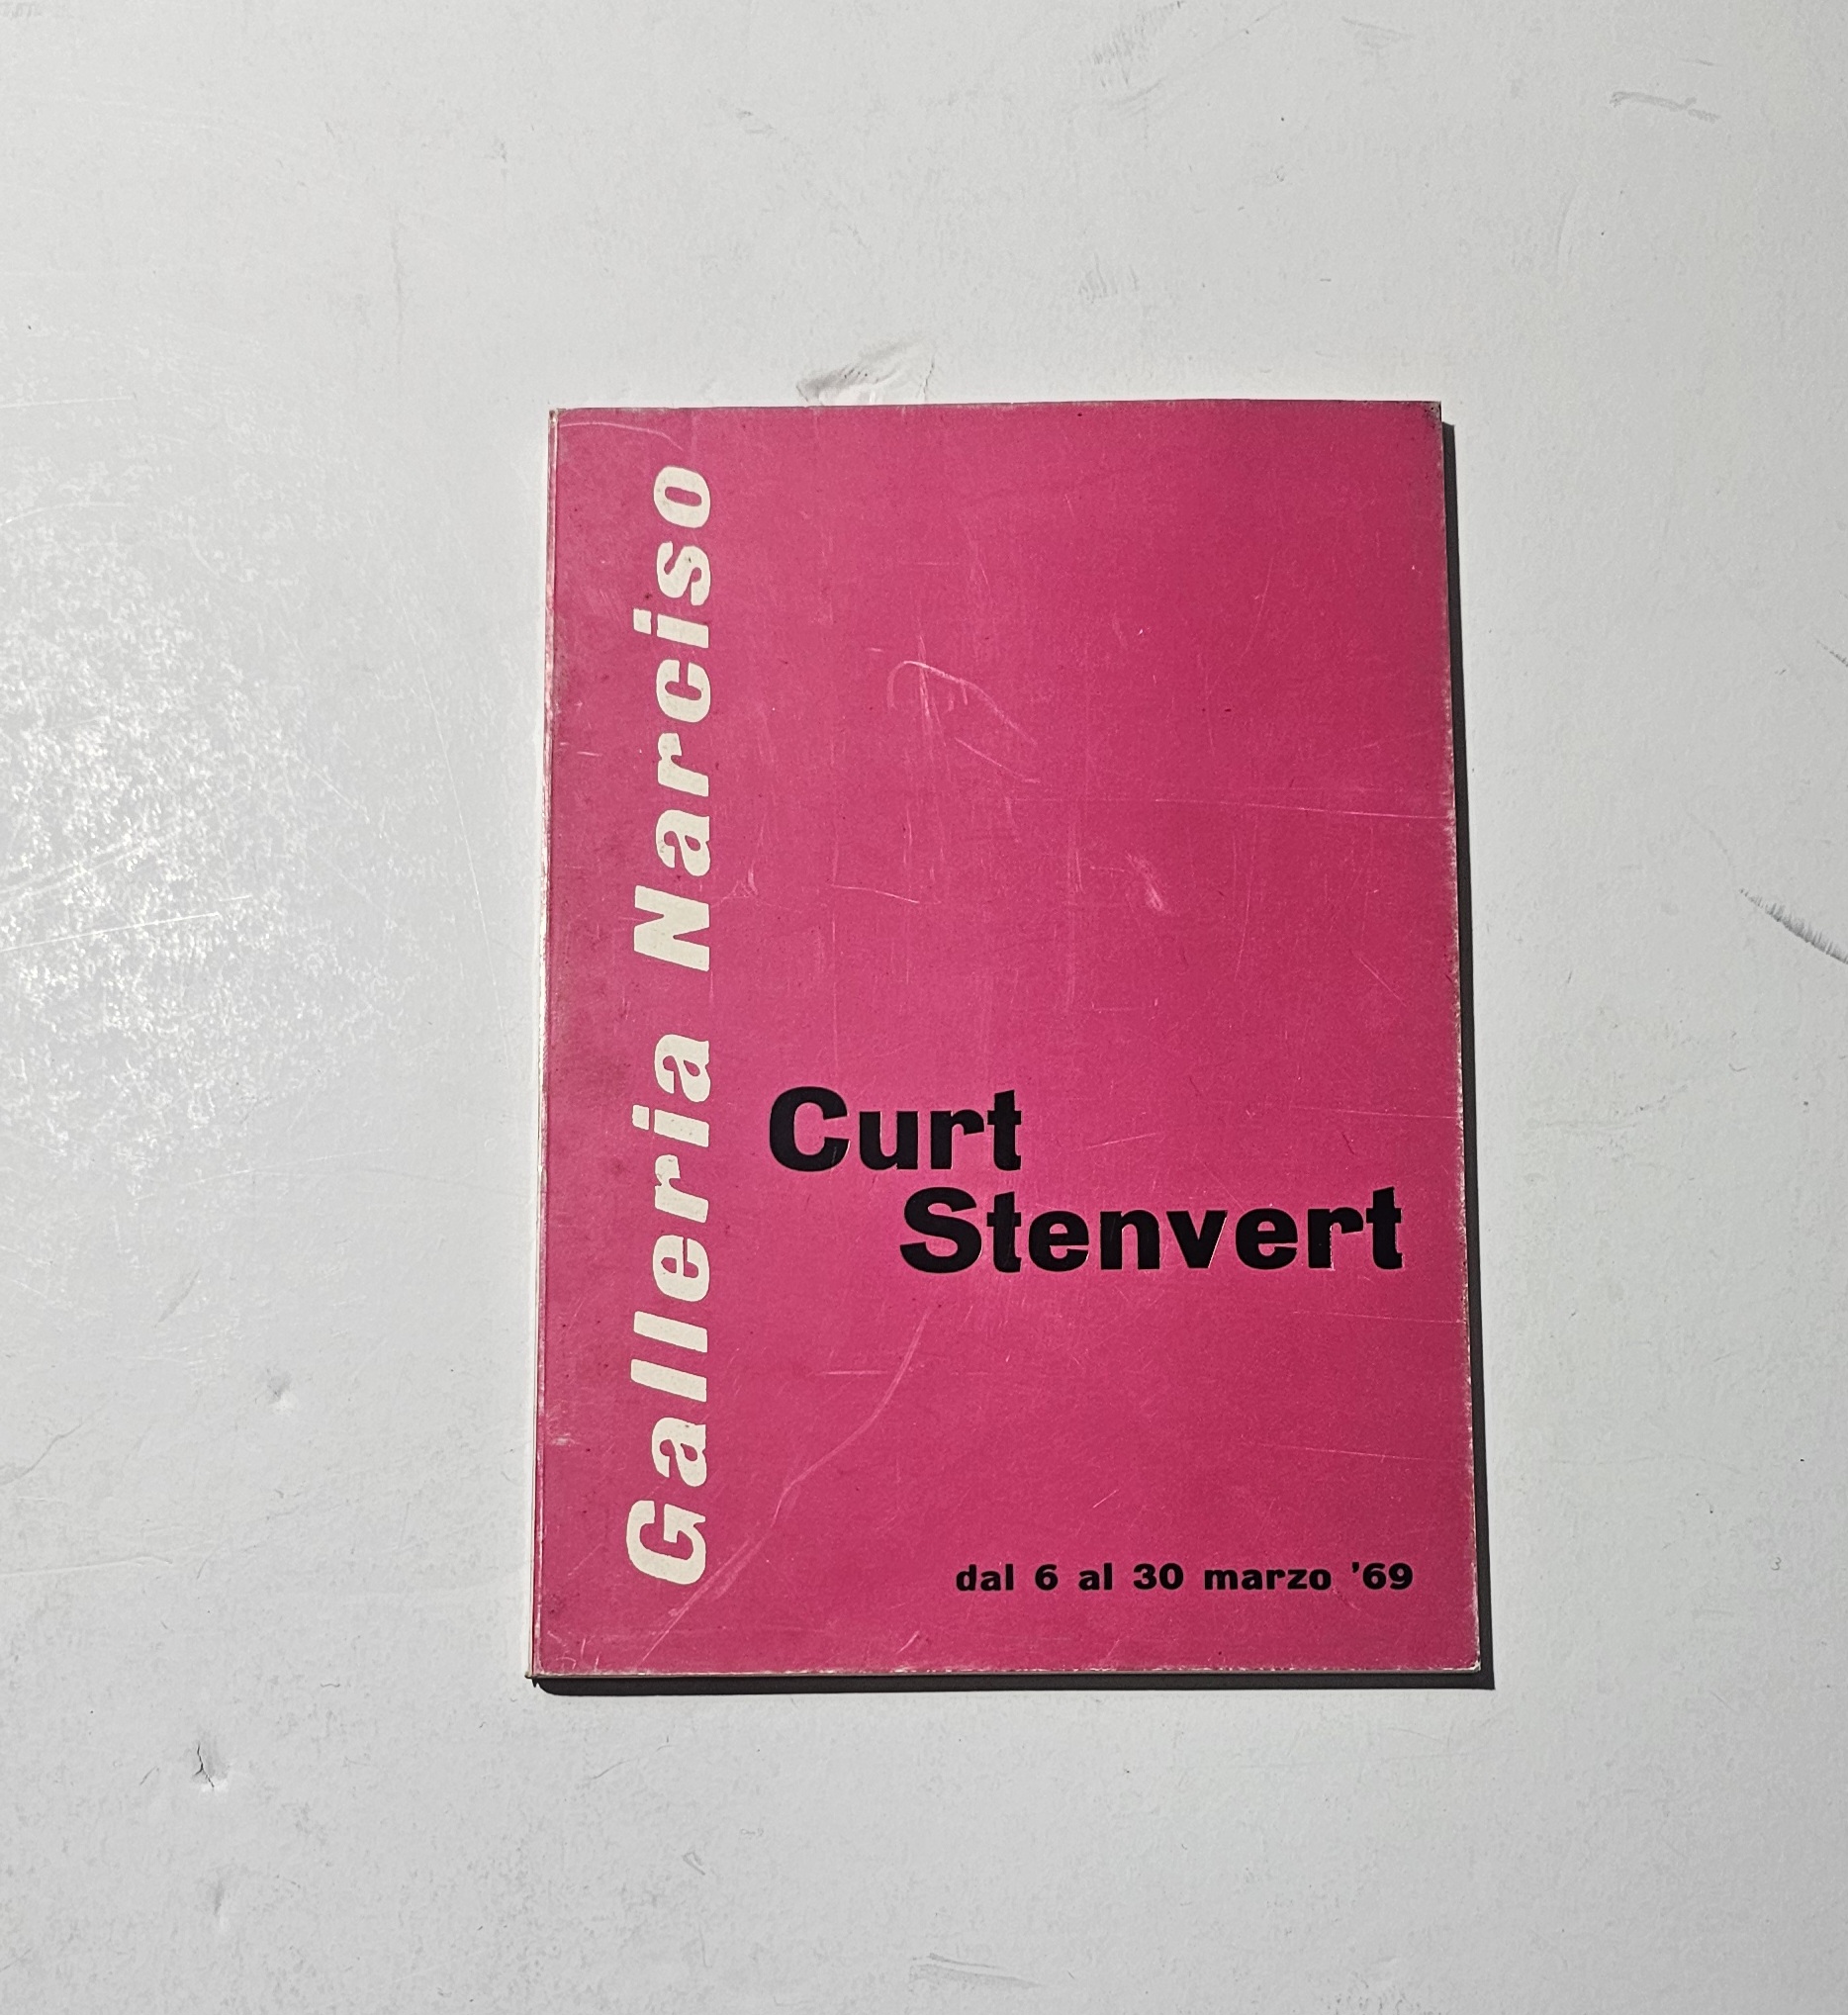 Galleria Narciso
Curt
Stenvert
dal 6 al 30 marzo '69